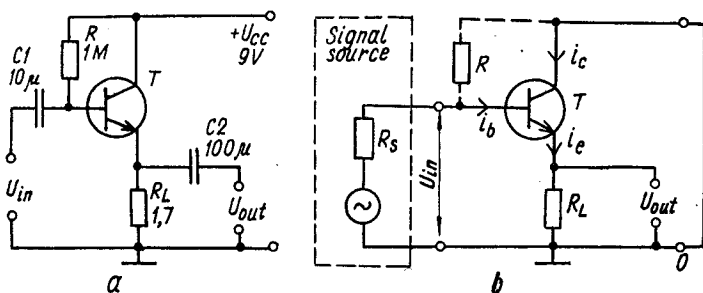 R
1M
+Ucc
9V
C1
10μ
T
C2
100μ
Uin
RL
1,7
Uout
a
Signal
source
R
ic
T
ib
ie
Rs
Uin
RL
Uout
0
b